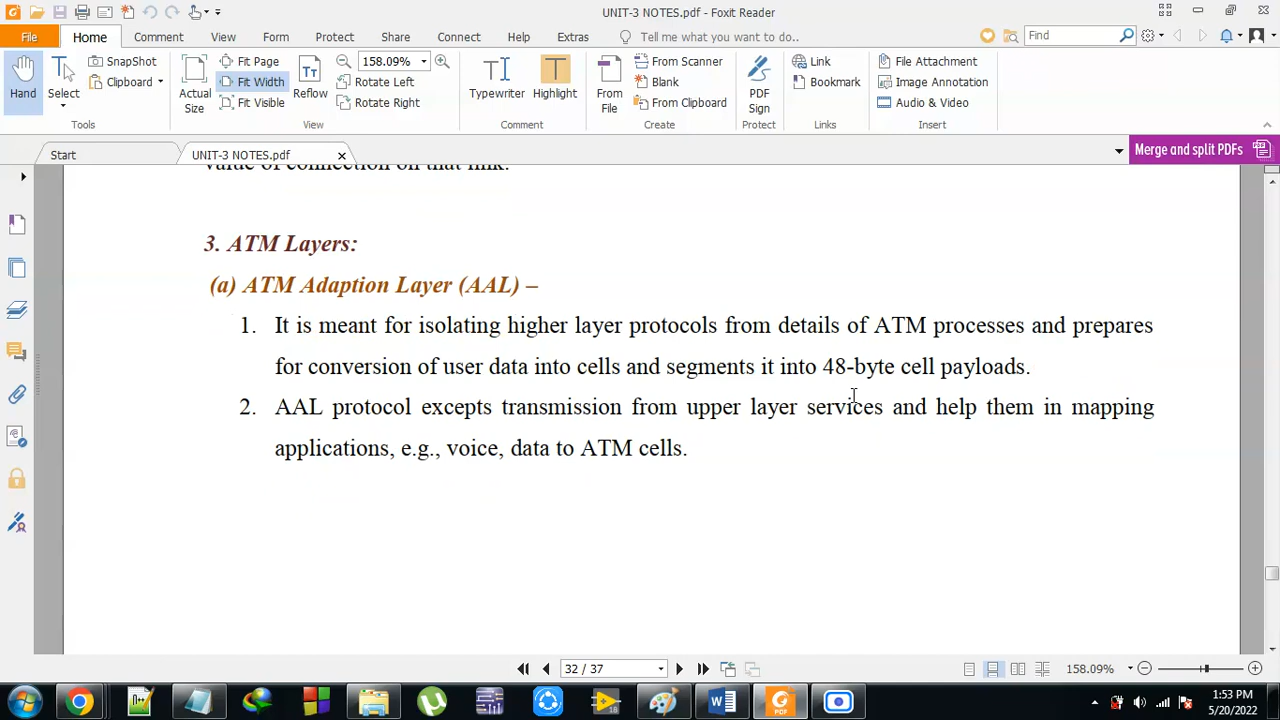 UNIT-3 NOTES.pdf - Foxit Reader
File Home Comment View Form Protect Share Connect Help Extras Tell me what you want to do.. Find
Hand
Select
SnapShot
Clipboard
Tools
Actual Size
Fit Page
Fit Width
Fit Visible
Reflow
158.09%
Rotate Left
Rotate Right
View
Typewriter
Highlight
Comment
From File
From Scanner
Blank
From Clipboard
Create
PDF Sign
Protect
Link
Bookmark
Links
File Attachment
Image Annotation
Audio & Video
Insert
Start
UNIT-3 NOTES.pdf
Merge and split PDFs
value of connection on that link.
3. ATM Layers:
(a) ATM Adaption Layer (AAL) –
1. It is meant for isolating higher layer protocols from details of ATM processes and prepares
for conversion of user data into cells and segments it into 48-byte cell payloads.
2. AAL protocol excepts transmission from upper layer services and help them in mapping
applications, e.g., voice, data to ATM cells.
32 / 37
158.09%
1:53 PM
5/20/2022